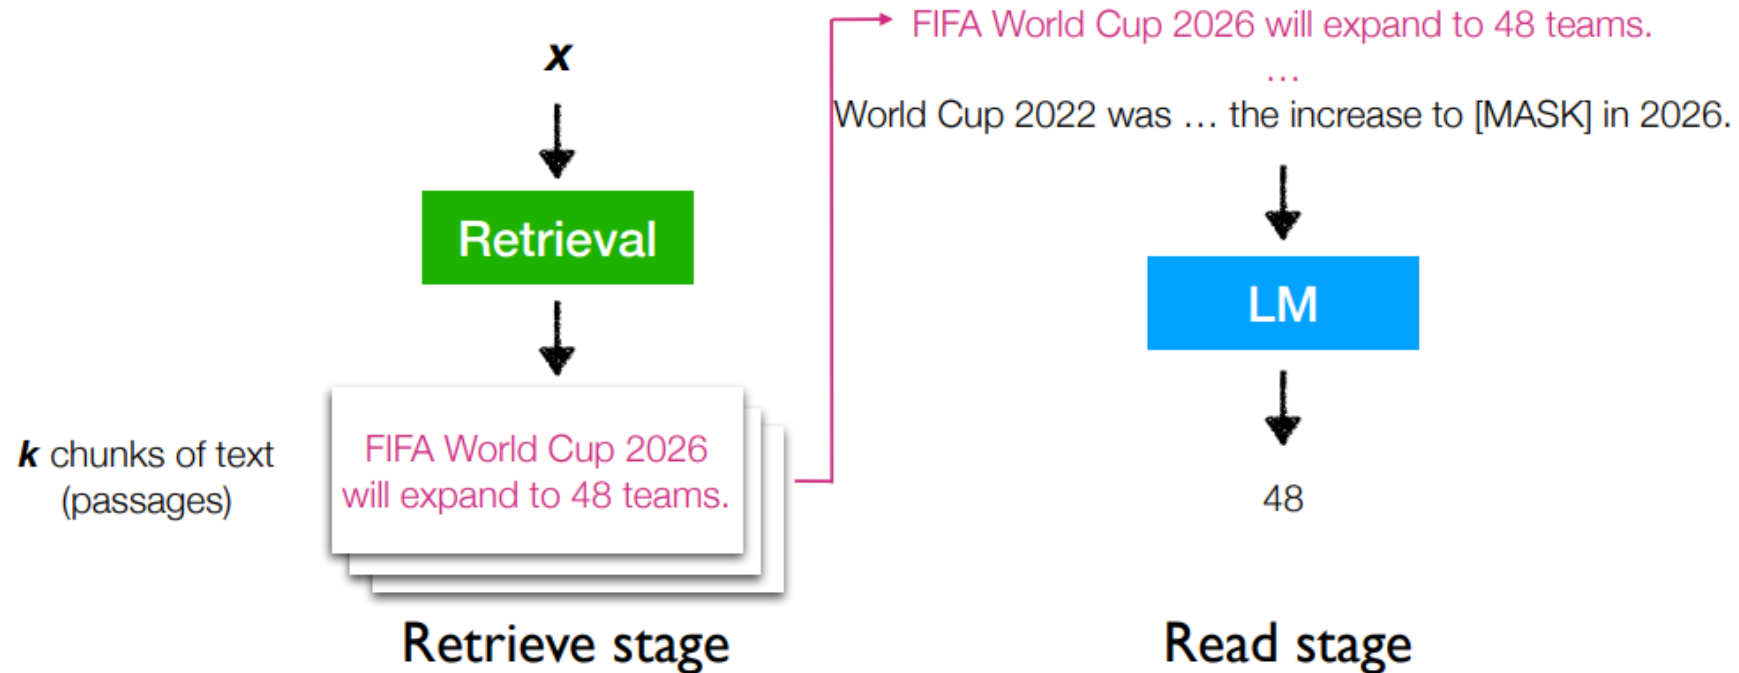 x
Retrieval
k chunks of text
(passages)
FIFA World Cup 2026
will expand to 48 teams.
Retrieve stage
FIFA World Cup 2026 will expand to 48 teams.
...
World Cup 2022 was ... the increase to [MASK] in 2026.
LM
48
Read stage